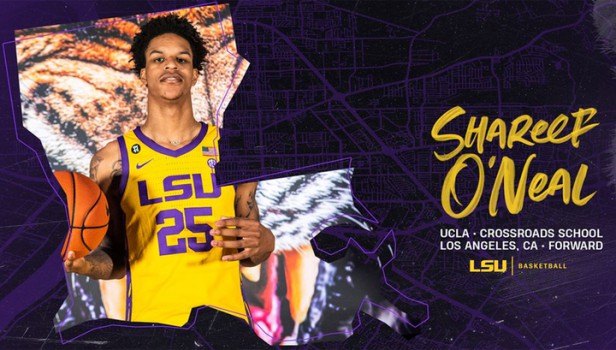 LSU
25
SHAREEF
O'NEAL
UCLA · CROSSROADS SCHOOL
LOS ANGELES, CA · FORWARD
LSU | BASKETBALL